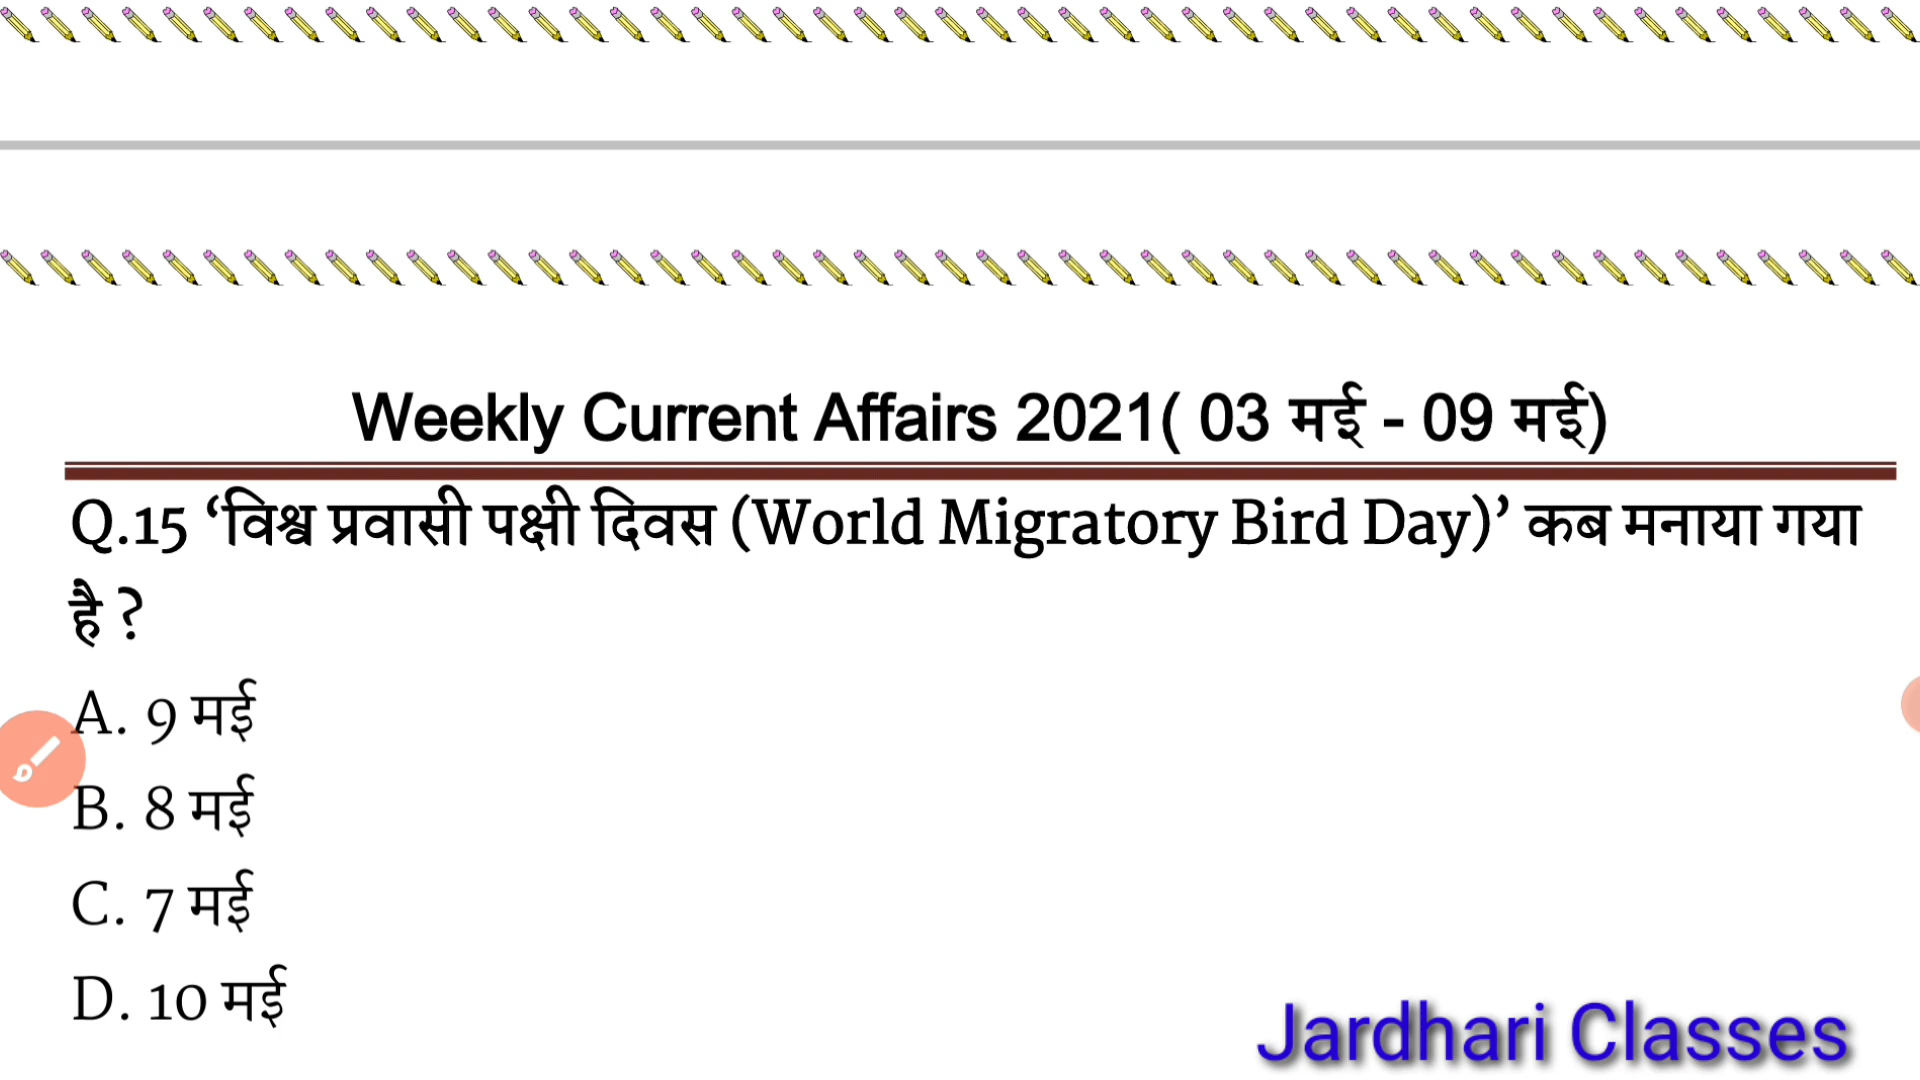 Weekly Current Affairs 2021( 03 मई - 09 मई)
Q.15 ‘विश्व प्रवासी पक्षी दिवस (World Migratory Bird Day)’ कब मनाया गया
है ?
A. 9 मई
B. 8 मई
C. 7 मई
D. 10 मई
Jardhari Classes